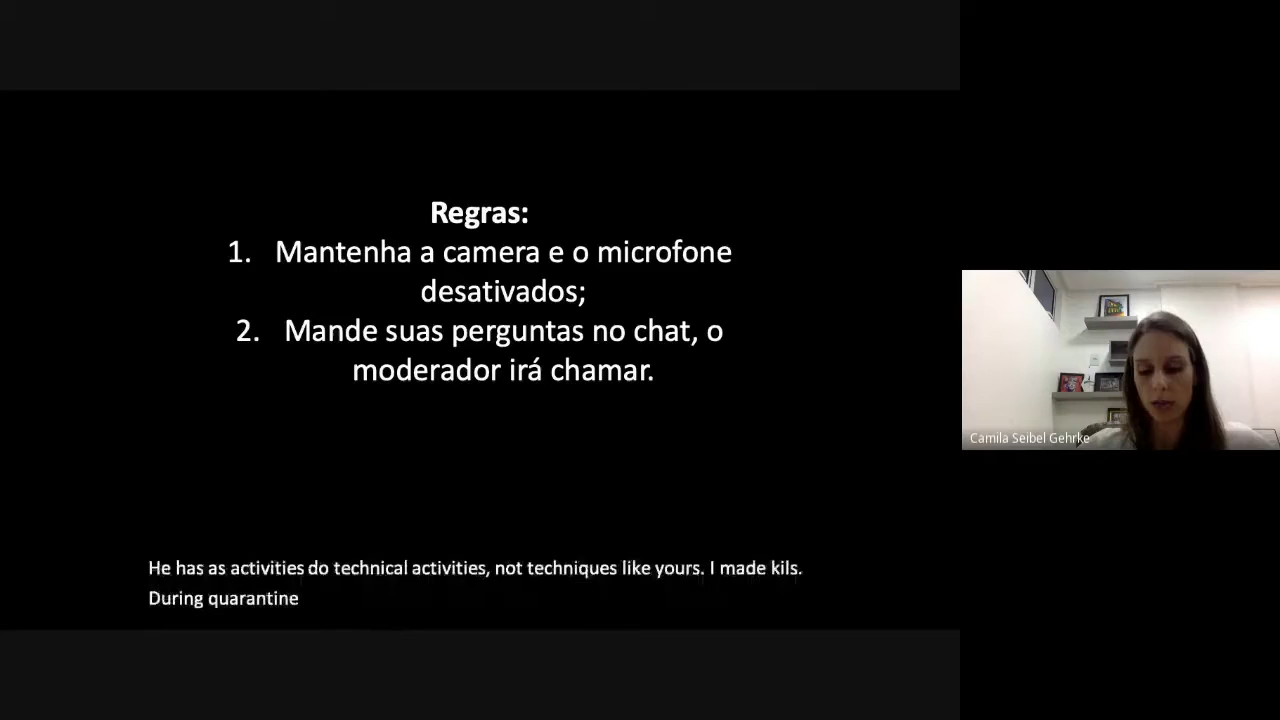 Regras:
1. Mantenha a camera e o microfone
desativados;
2. Mande suas perguntas no chat, o
moderador irá chamar.
Camila Seibel Gehrke
He has as activities do technical activities, not techniques like yours. I made kils.
During quarantine